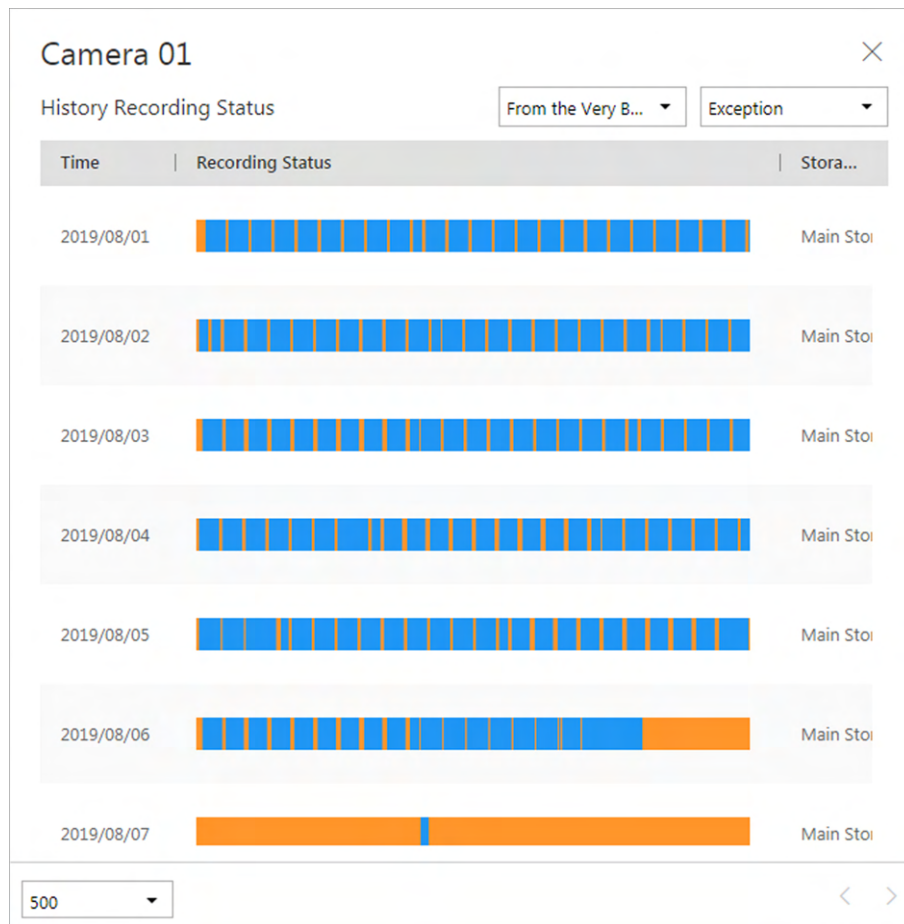 Camera 01
History Recording Status
From the Very B...
Exception
Time
Recording Status
Stora...
2019/08/01
Main Stor
2019/08/02
Main Stor
2019/08/03
Main Stor
2019/08/04
Main Stor
2019/08/05
Main Stor
2019/08/06
Main Stor
2019/08/07
Main Stor
500